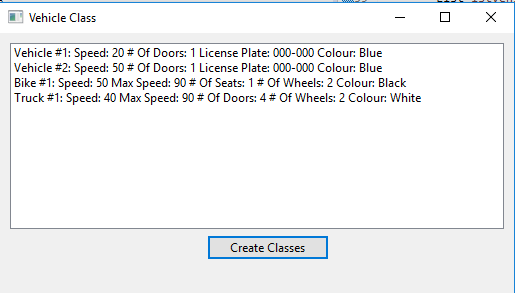 Vehicle Class
Vehicle #1: Speed: 20 # Of Doors: 1 License Plate: 000-000 Colour: Blue
Vehicle #2: Speed: 50 # Of Doors: 1 License Plate: 000-000 Colour: Blue
Bike #1: Speed: 50 Max Speed: 90 # Of Seats: 1 # Of Wheels: 2 Colour: Black
Truck #1: Speed: 40 Max Speed: 90 # Of Doors: 4 # Of Wheels: 2 Colour: White
Create Classes